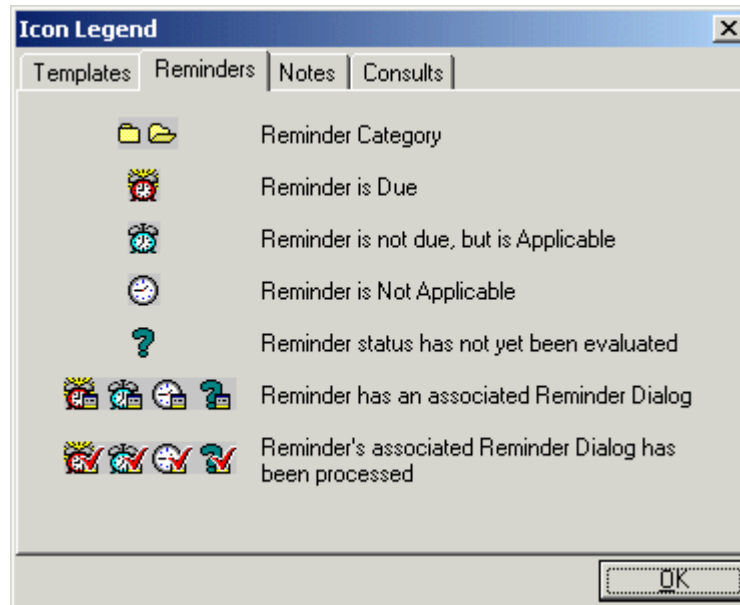 Icon Legend
Templates Reminders Notes Consults
Reminder Category
Reminder is Due
Reminder is not due, but is Applicable
Reminder is Not Applicable
Reminder status has not yet been evaluated
Reminder has an associated Reminder Dialog
Reminder's associated Reminder Dialog has
been processed
OK